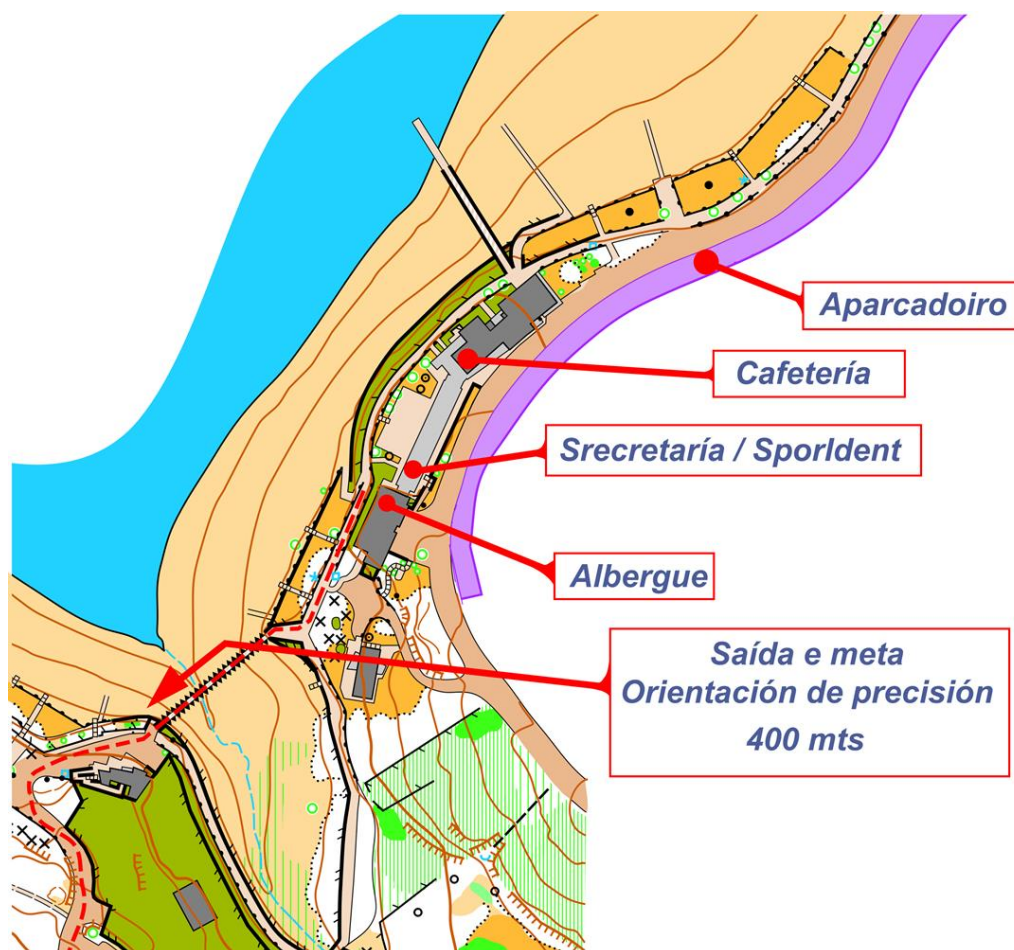 Aparcadoiro
Cafetería
Srecretaría / SporIdent
Albergue
Saída e meta
Orientación de precisión
400 mts